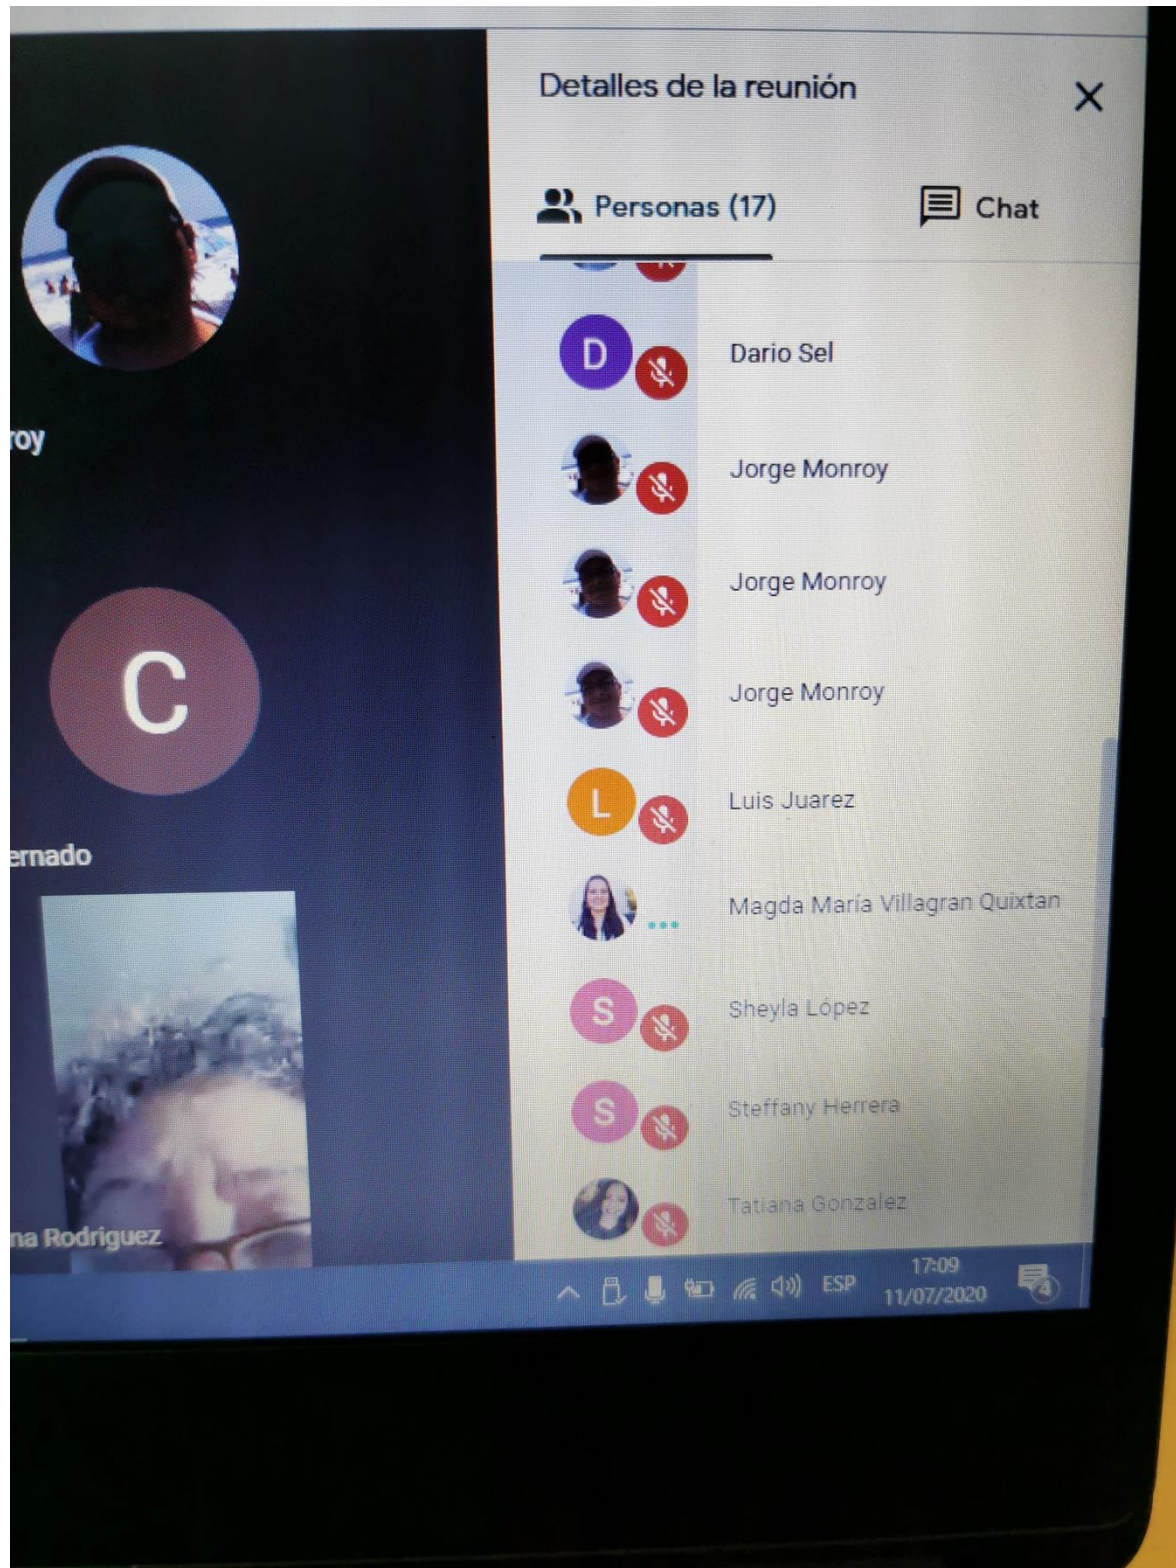 Detalles de la reunión
Personas (17)
Chat
D
Dario Sel
Jorge Monroy
Jorge Monroy
Jorge Monroy
L
Luis Juarez
Magda María Villagran Quixtan
S
Sheyla López
S
Steffany Herrera
Tatiana Gonzalez
roy
C
ernado
na Rodriguez
ESP
17:09
11/07/2020
4